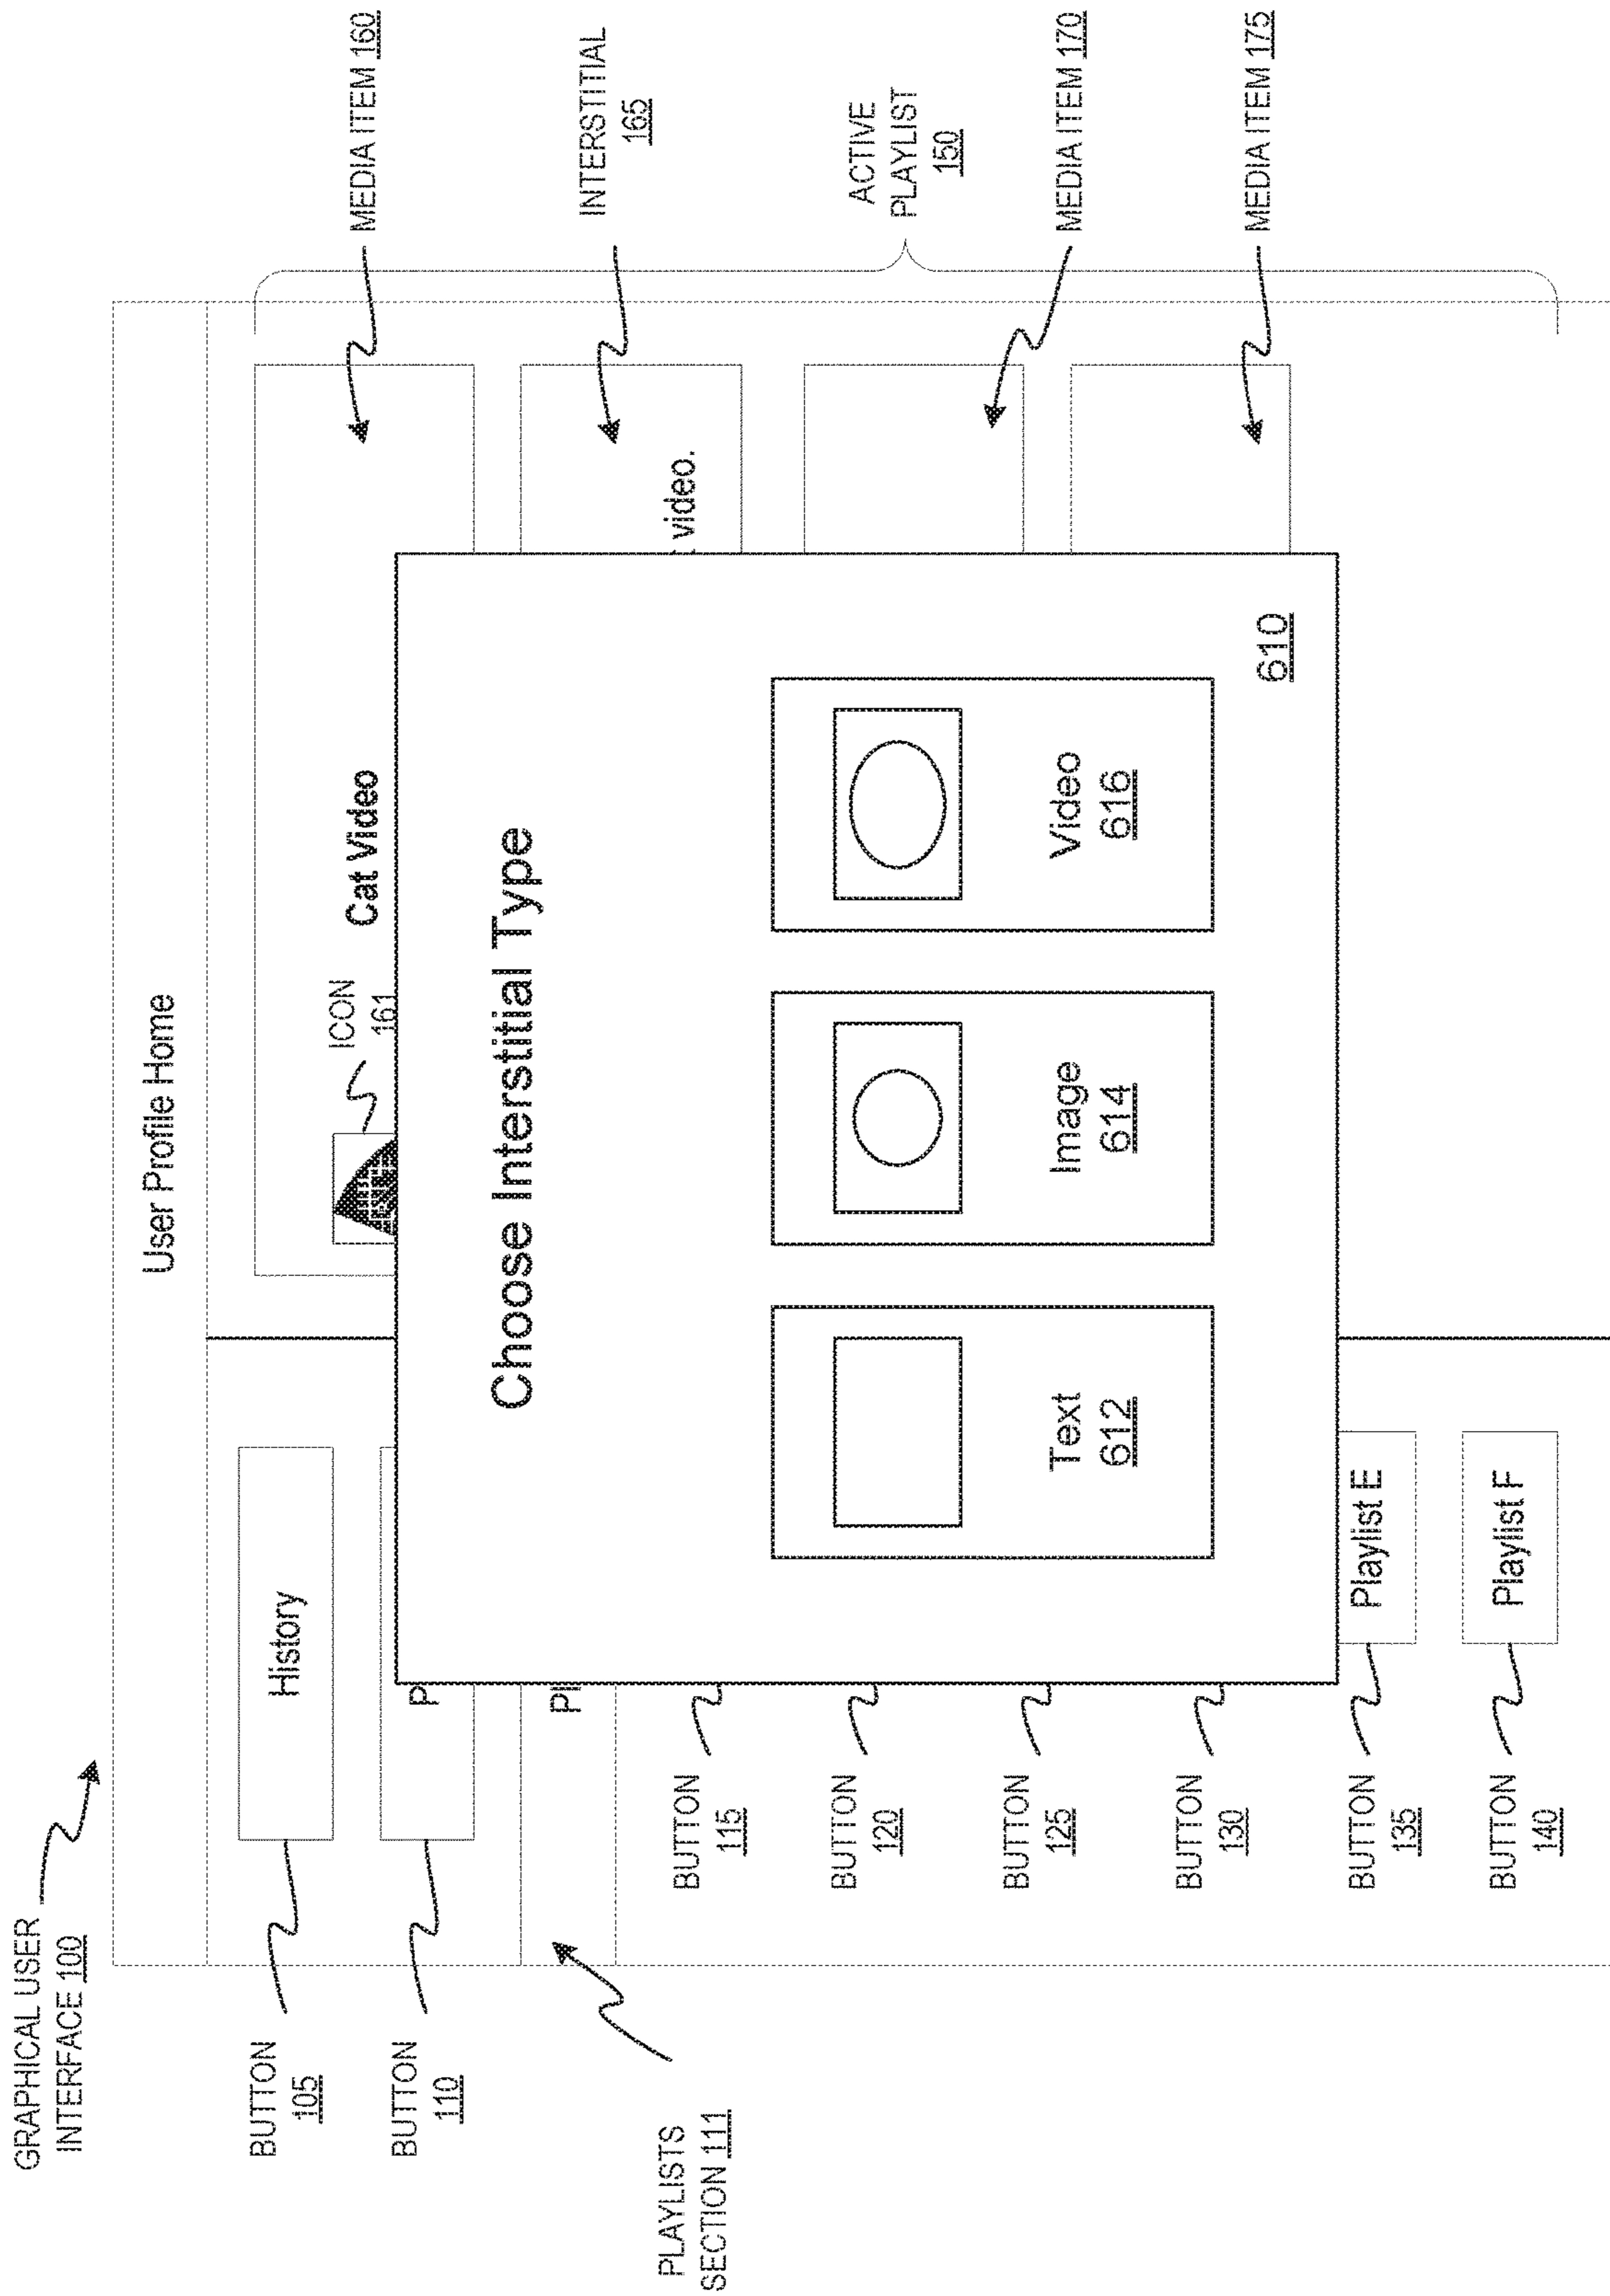 GRAPHICAL USER
INTERFACE 100
User Profile Home
BUTTON
105
History
ICON
161
Cat Video
MEDIA ITEM 160
BUTTON
110
P
Choose Interstitial Type
INTERSTITIAL
165
PLAYLISTS
SECTION 111
Pl
video.
BUTTON
115
BUTTON
120
ACTIVE
PLAYLIST
150
BUTTON
125
Text
612
Image
614
Video
616
MEDIA ITEM 170
BUTTON
130
610
MEDIA ITEM 175
BUTTON
135
Playlist E
BUTTON
140
Playlist F